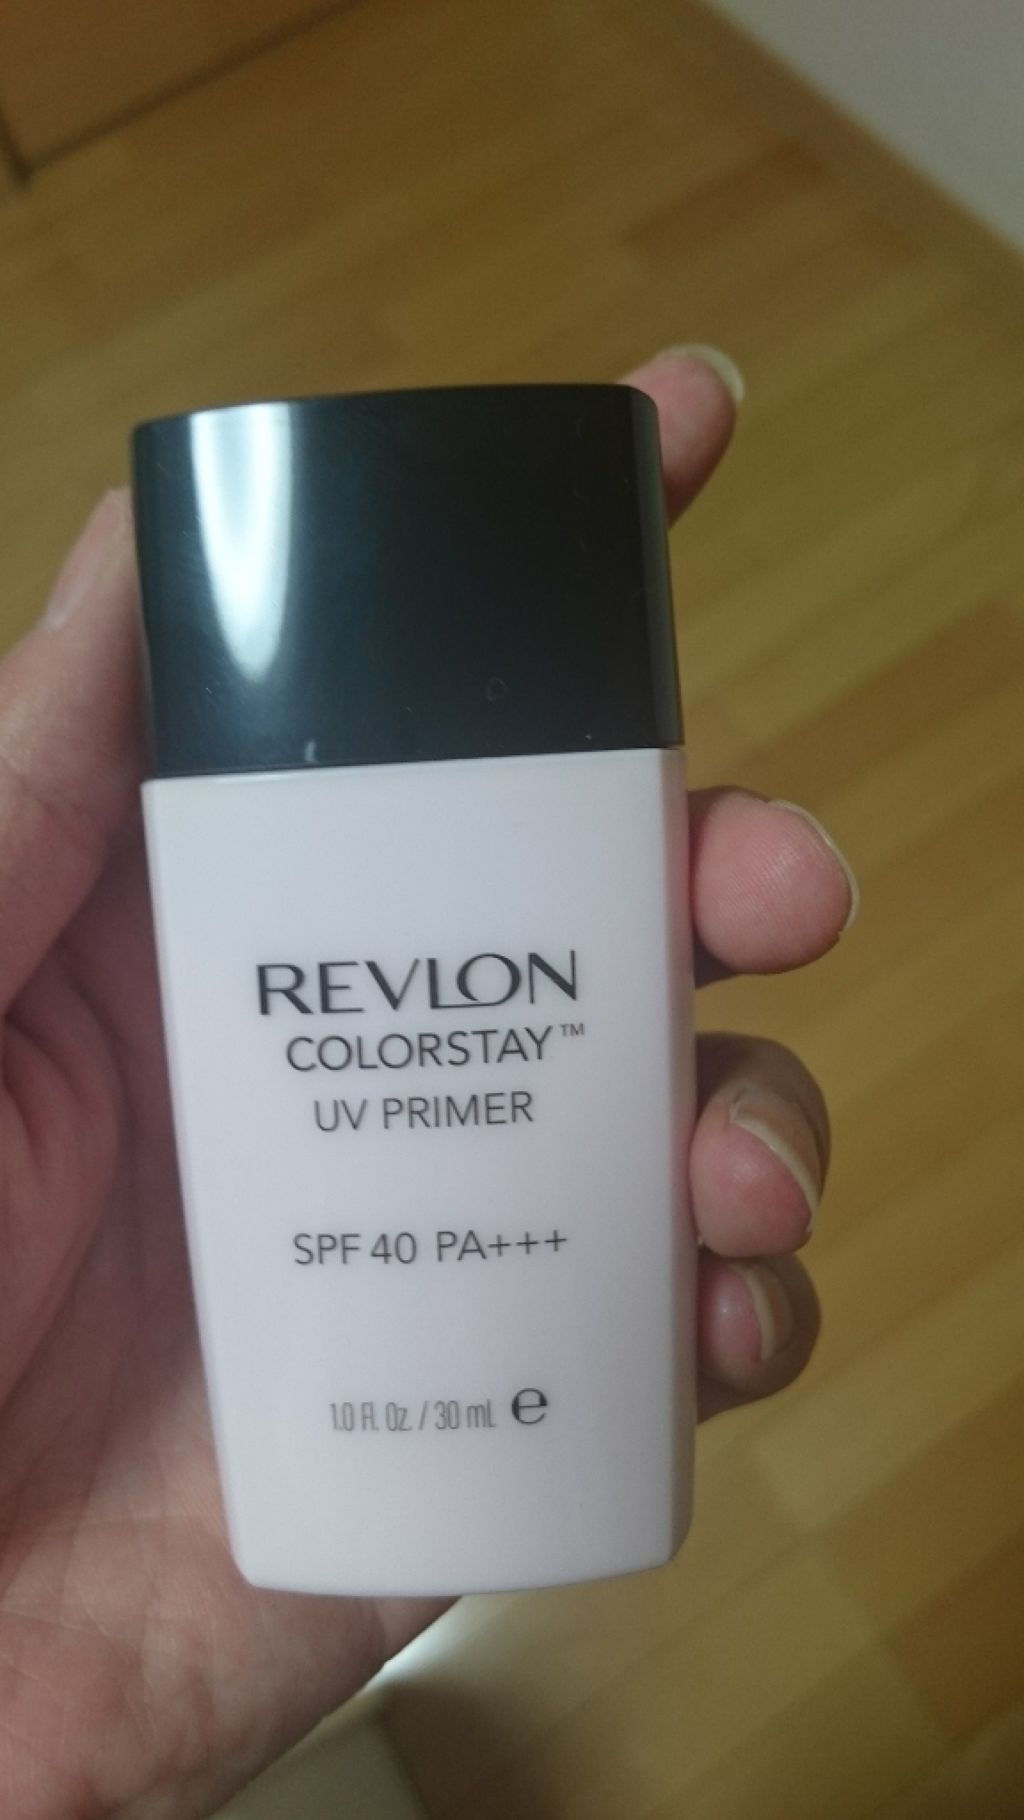 REVLON
COLORSTAY™
UV PRIMER
SPF 40 PA+++
1.0 Fl. Oz. / 30 mL ℮